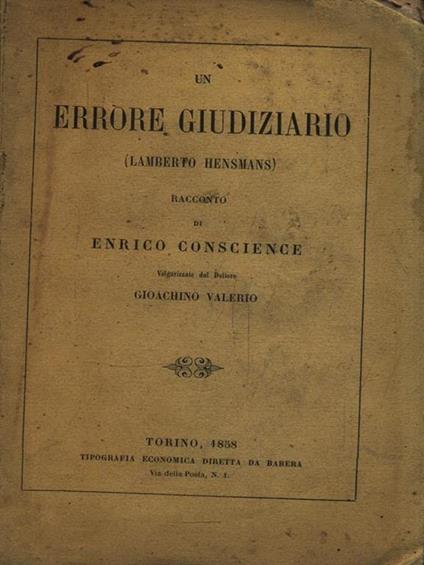 UN
ERRORE GIUDIZIARIO
(LAMBERTO HENSMANS)
RACCONTO
DI
ENRICO CONSCIENCE
Volgarizzato dal Dottore
GIOACHINO VALERIO
TORINO, 1858
TIPOGRAFIA ECONOMICA DIRETTA DA BARERA
Via della Posta, N. 1.